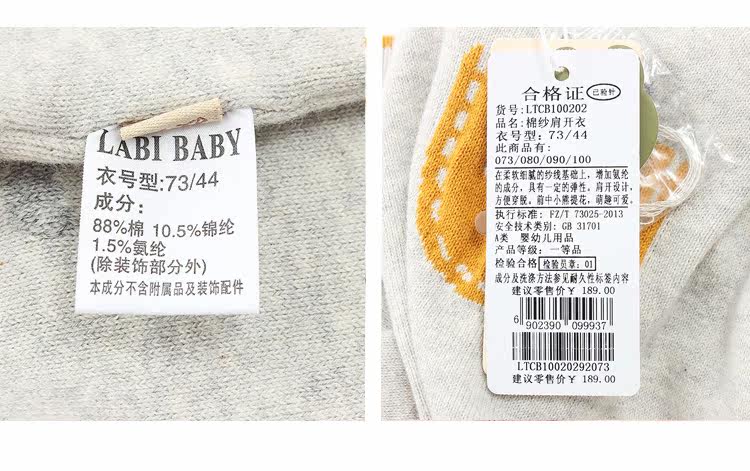 LABI BABY
衣号型:73/44
成分:
88%棉 10.5%锦纶
1.5%氨纶
(除装饰部分外)
本成分不含附属品及装饰配件
合格证 已验针
货号:LTCB100202
品名:棉纱肩开衣
衣号型:73/44
此商品有:
073/080/090/100
在柔软细腻的纱线基础上，增加氨纶
的成分，具有一定的弹性。肩开设计，
方便穿脱。前中小熊提花，萌趣可爱。
执行标准: FZ/T 73025-2013
安全技术类别: GB 31701
A类 婴幼儿用品
产品等级: 一等品
检验合格 检验员章: 01
成分及洗涤方法参见耐久性标签内容
建议零售价￥ 189.00
6 902390 099937
LTCB10020292073
建议零售价￥ 189.00